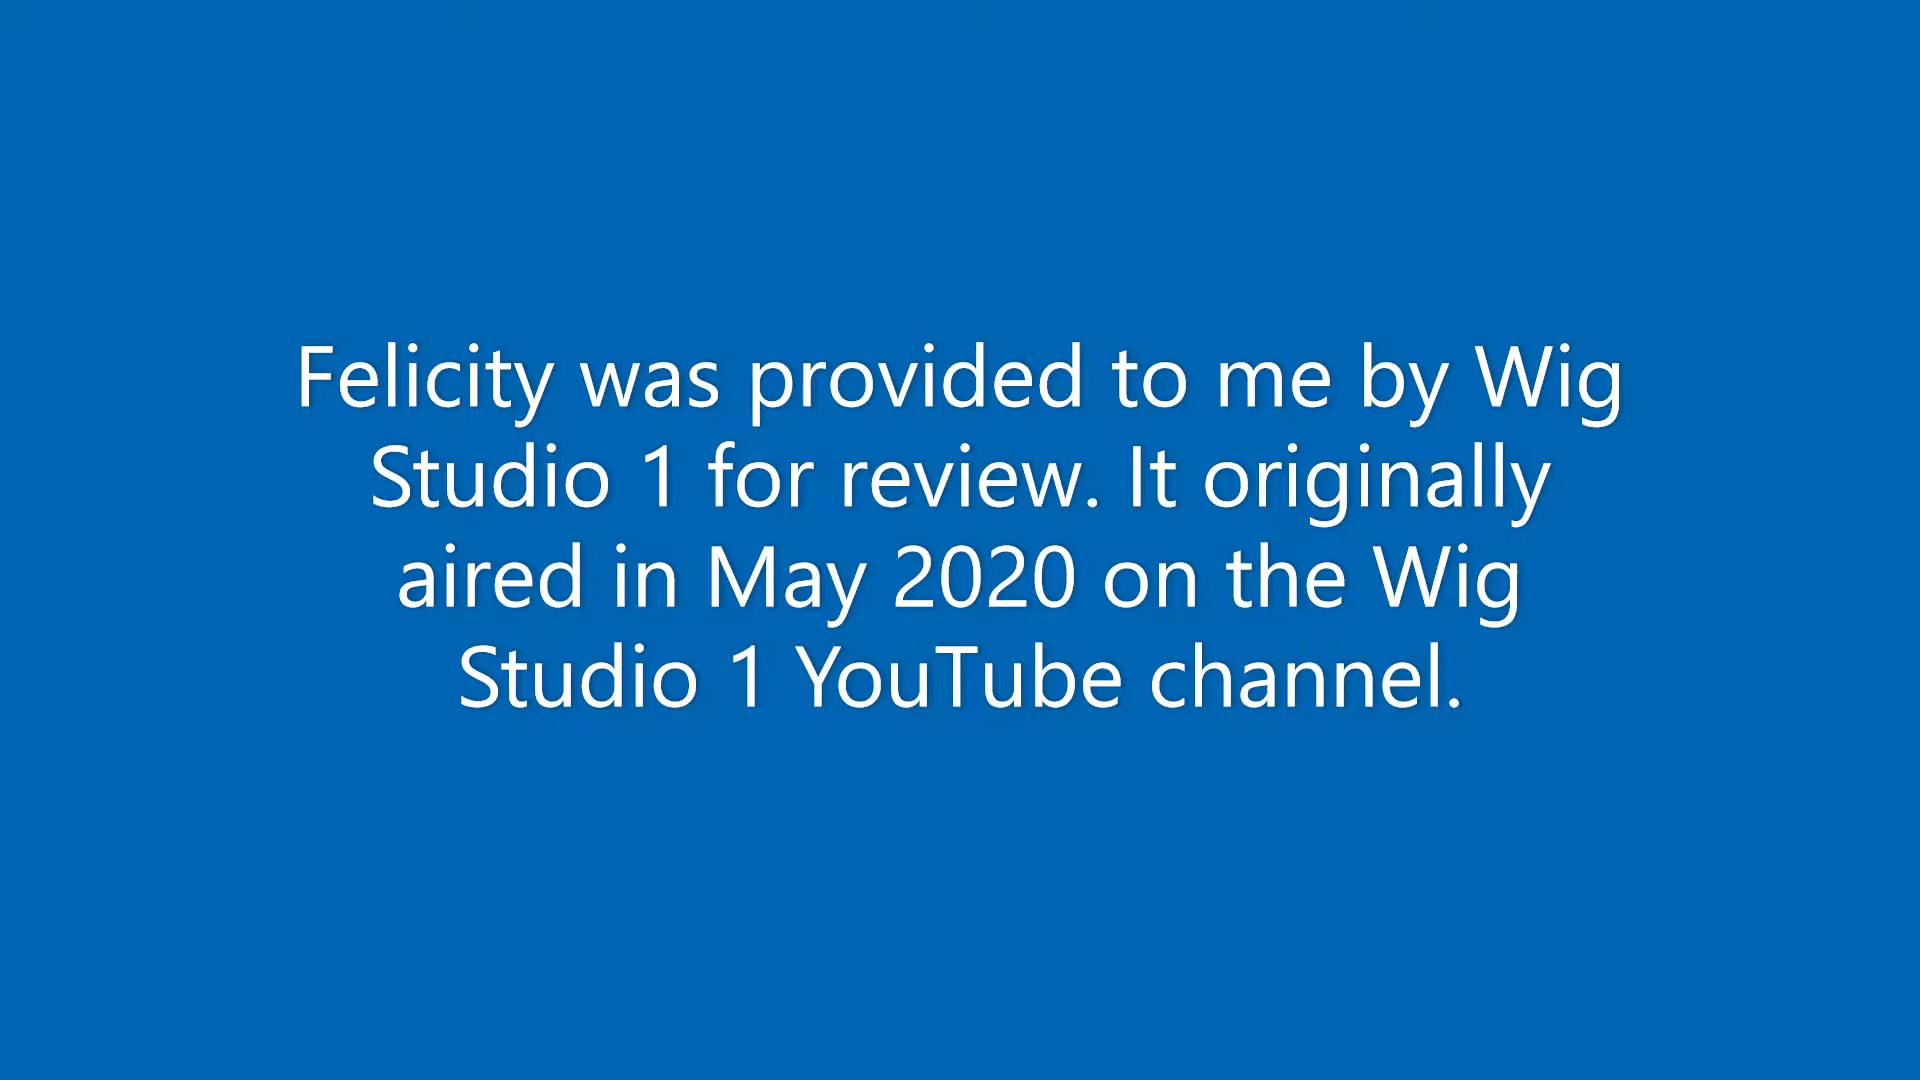 Felicity was provided to me by Wig
Studio 1 for review. It originally
aired in May 2020 on the Wig
Studio 1 YouTube channel.